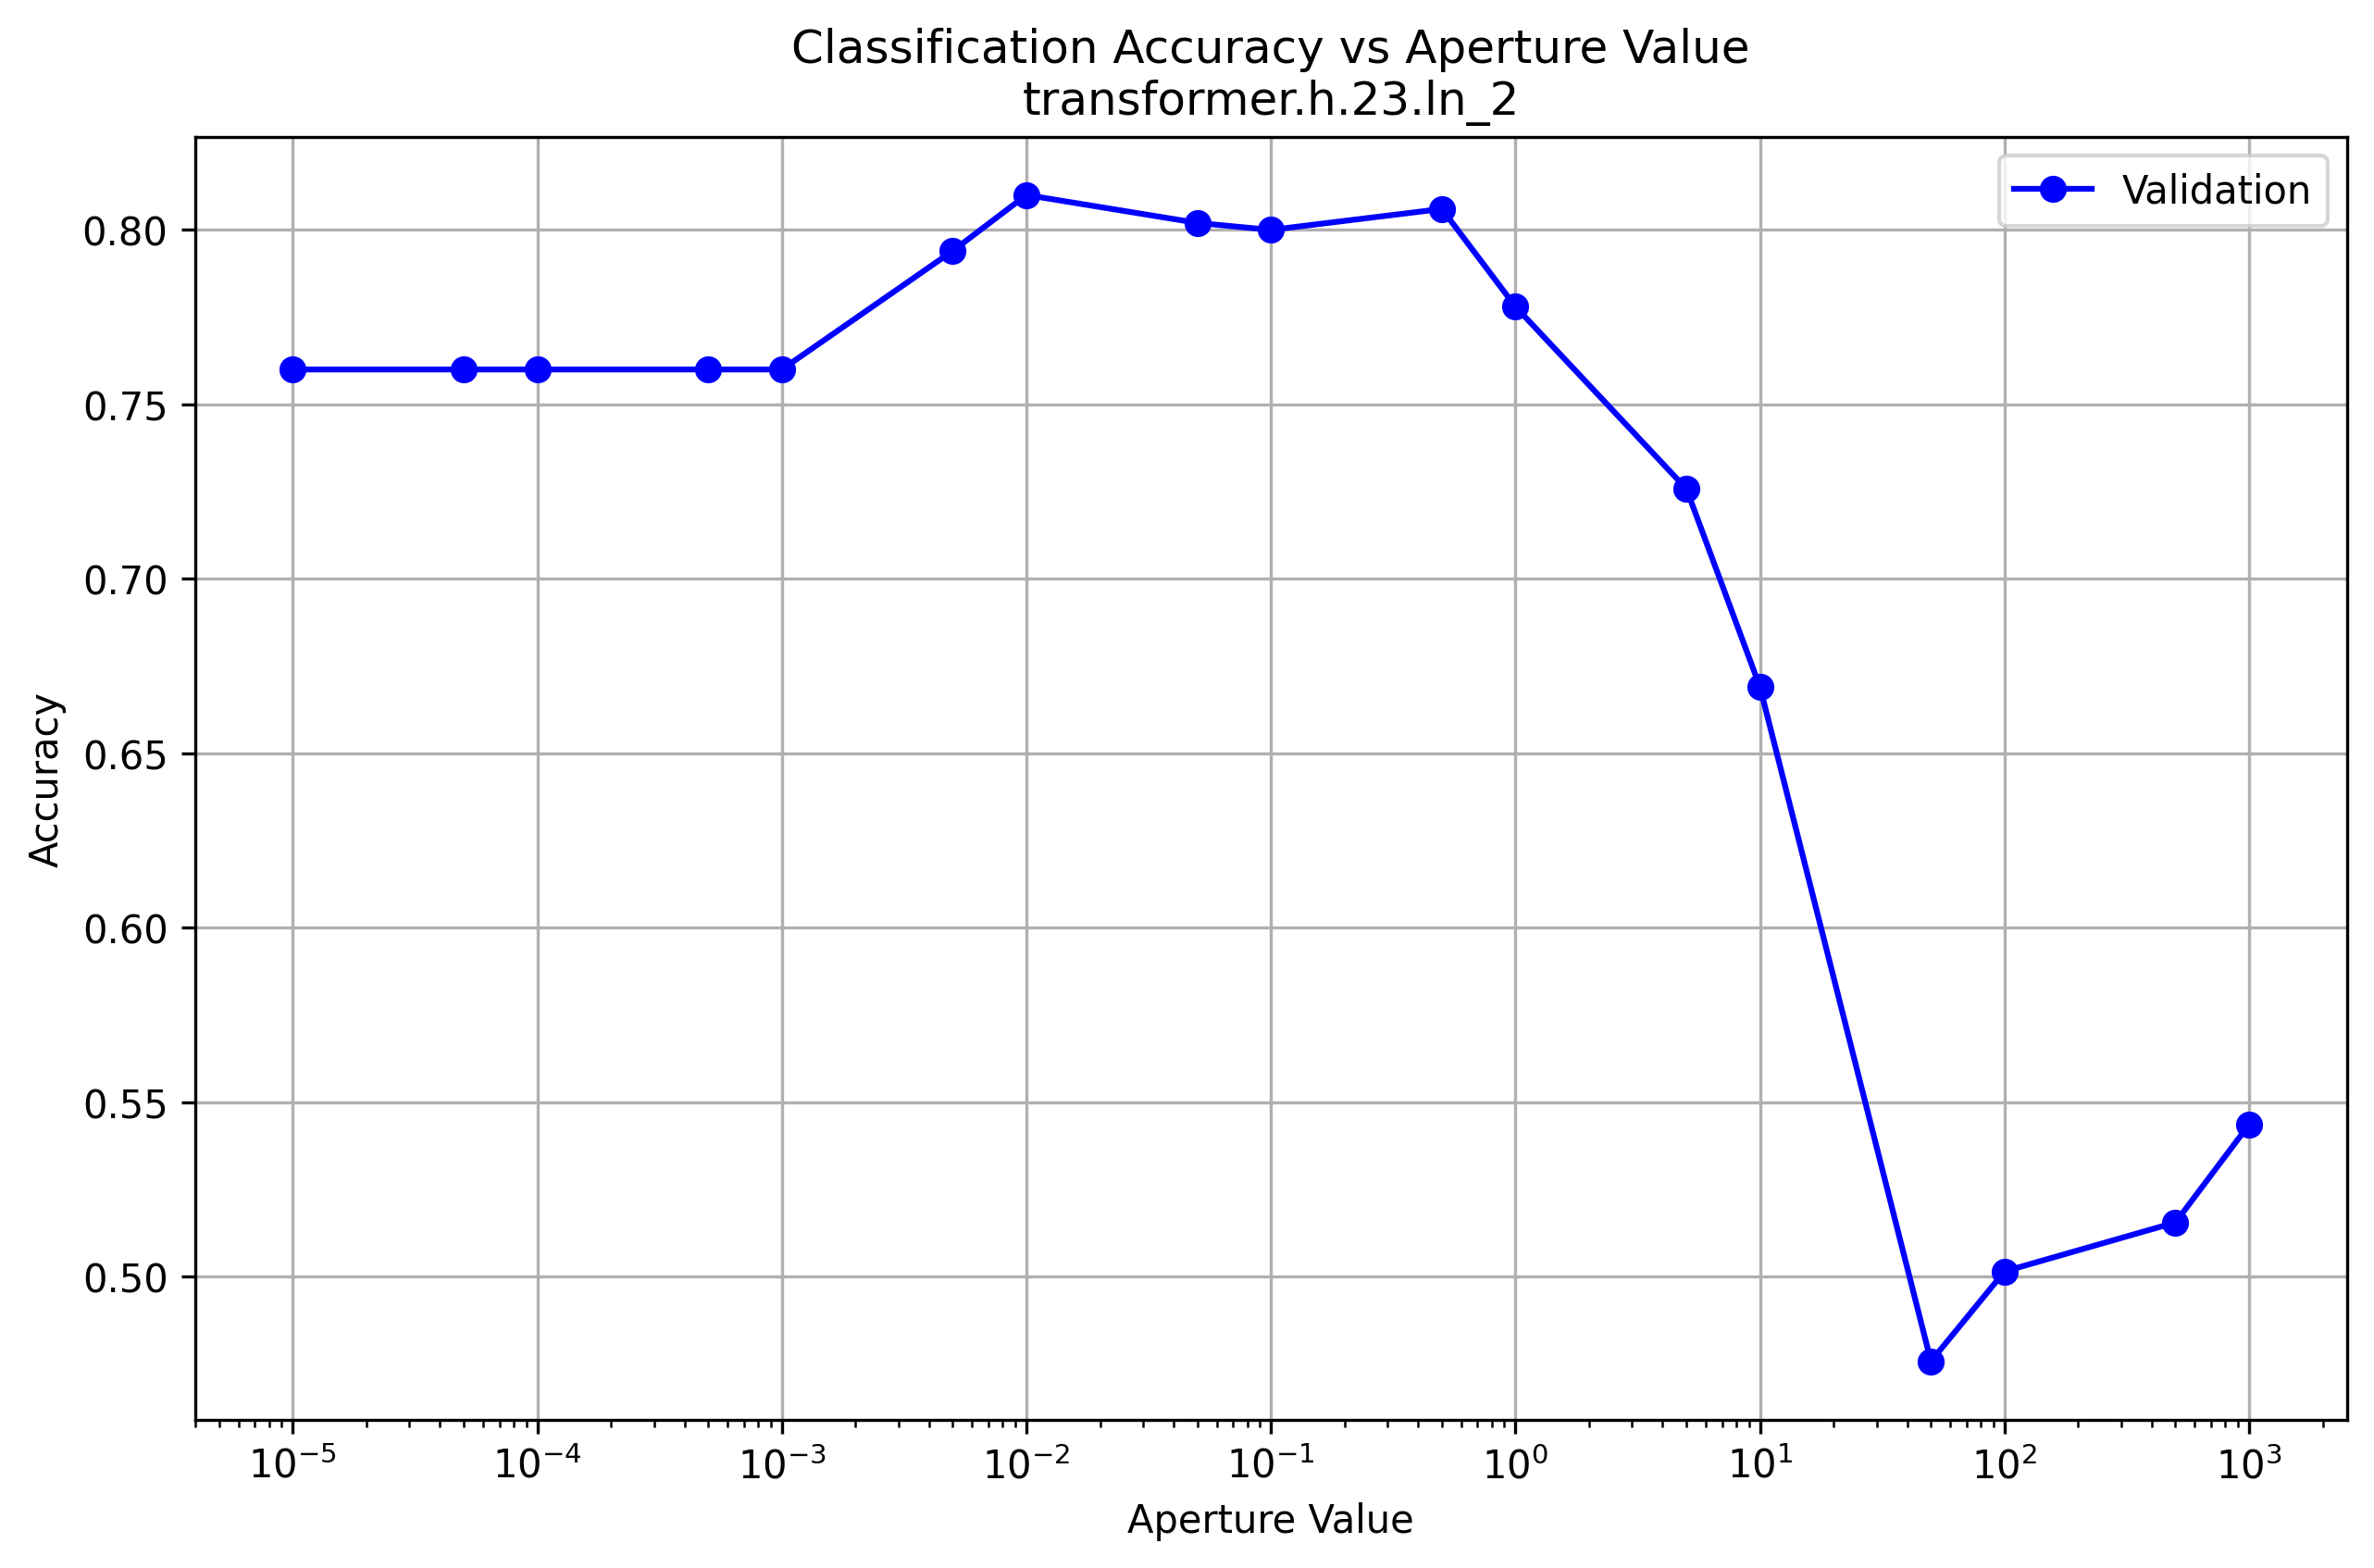 Classification Accuracy vs Aperture Value
transformer.h.23.ln_2
Validation
Accuracy
0.80
0.75
0.70
0.65
0.60
0.55
0.50
10⁻⁵ 10⁻⁴ 10⁻³ 10⁻² 10⁻¹ 10⁰ 10¹ 10² 10³
Aperture Value